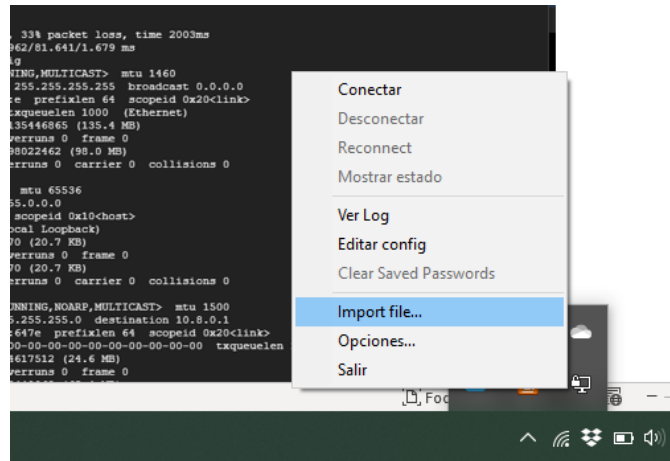 , 33% packet loss, time 2003ms
962/81.641/1.679 ms
ig
NING,MULTICAST> mtu 1460
255.255.255.255 broadcast 0.0.0.0
:e prefixlen 64 scopeid 0x20<link>
txqueuelen 1000 (Ethernet)
135446865 (135.4 MB)
verruns 0 frame 0
98022462 (98.0 MB)
erruns 0 carrier 0 collisions 0
mtu 65536
55.0.0.0
scopeid 0x10<host>
ocal Loopback)
70 (20.7 KB)
verruns 0 frame 0
70 (20.7 KB)
erruns 0 carrier 0 collisions 0
UNNING,NOARP,MULTICAST> mtu 1500
5.255.255.0 destination 10.8.0.1
:647e prefixlen 64 scopeid 0x20<link>
00-00-00-00-00-00-00-00 txqueuelen
4617512 (24.6 MB)
verruns 0 frame 0
Conectar
Desconectar
Reconnect
Mostrar estado
Ver Log
Editar config
Clear Saved Passwords
Import file...
Opciones...
Salir
Foc